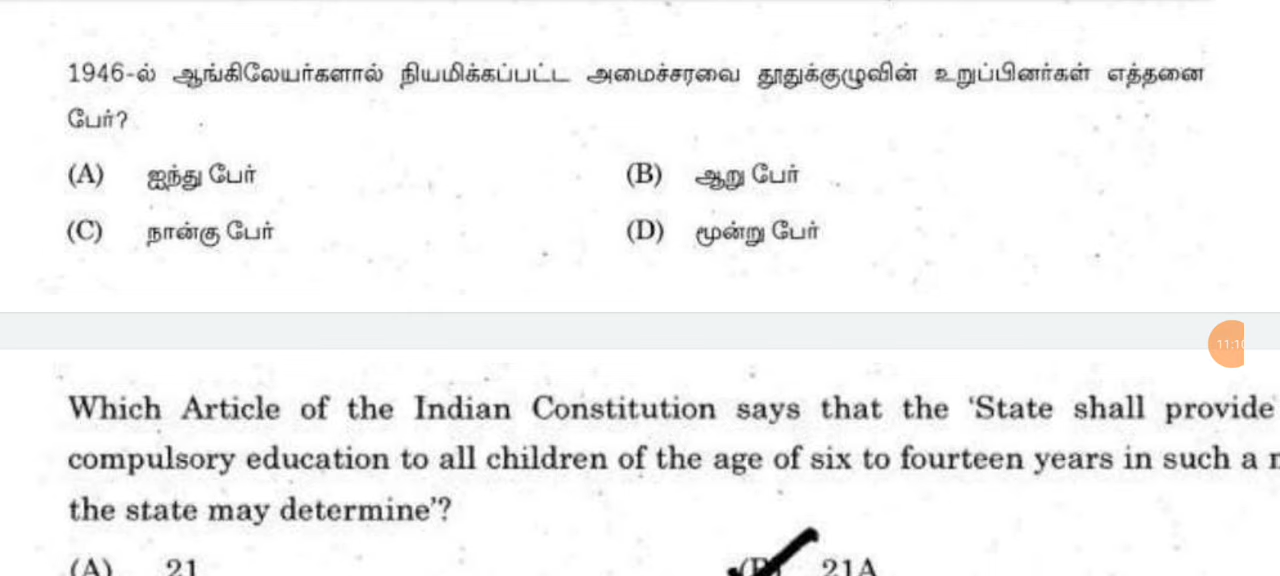 1946-ல் ஆங்கிலேயர்களால் நியமிக்கப்பட்ட அமைச்சரவை தூதுக்குழுவின் உறுப்பினர்கள் எத்தனை
பேர்?
(A) ஐந்து பேர் (B) ஆறு பேர்
(C) நான்கு பேர் (D) மூன்று பேர்
11:10
Which Article of the Indian Constitution says that the ‘State shall provide
compulsory education to all children of the age of six to fourteen years in such a
the state may determine’?
(A) 21 (B) 21A